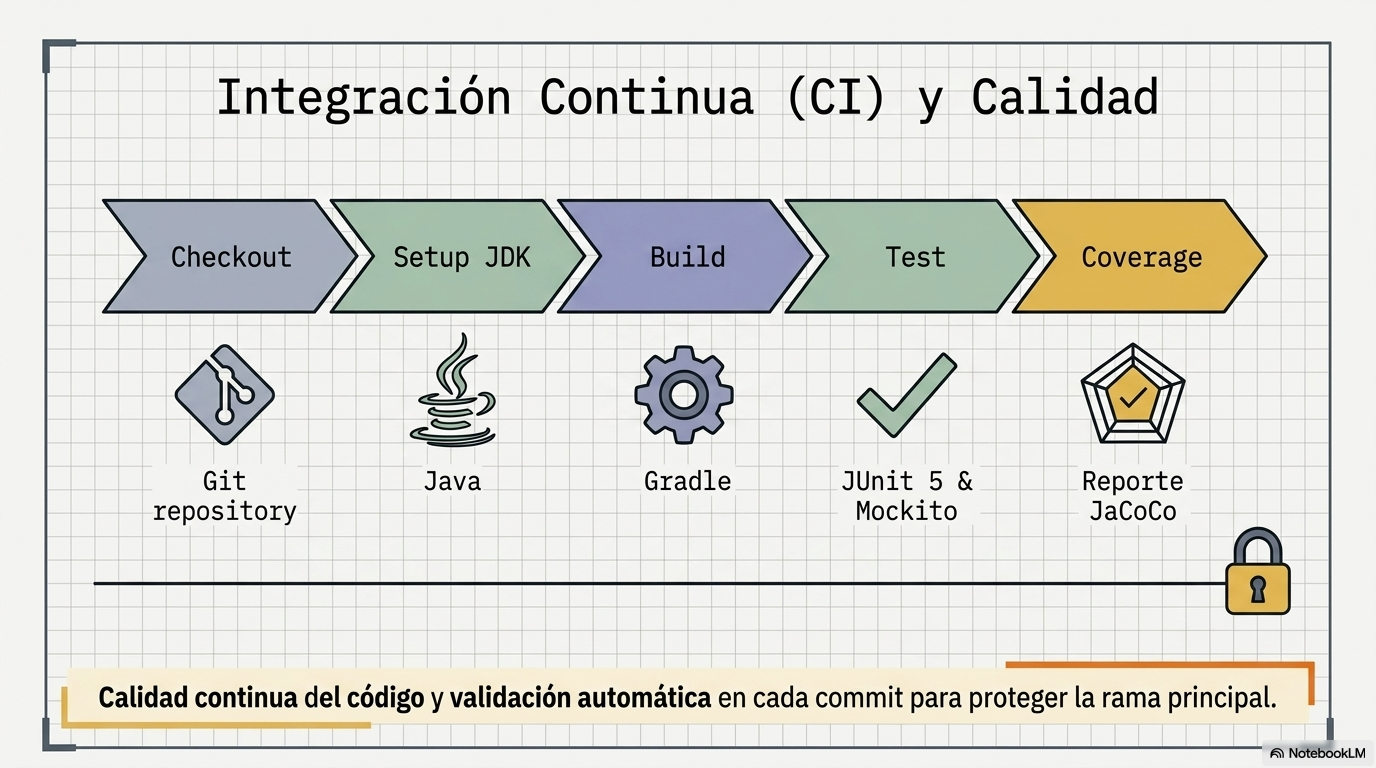 Integración Continua (CI) y Calidad
Checkout
Setup JDK
Build
Test
Coverage
Git
repository
Java
Gradle
JUnit 5 &
Mockito
Reporte
JaCoCo
Calidad continua del código y validación automática en cada commit para proteger la rama principal.
NotebookLM